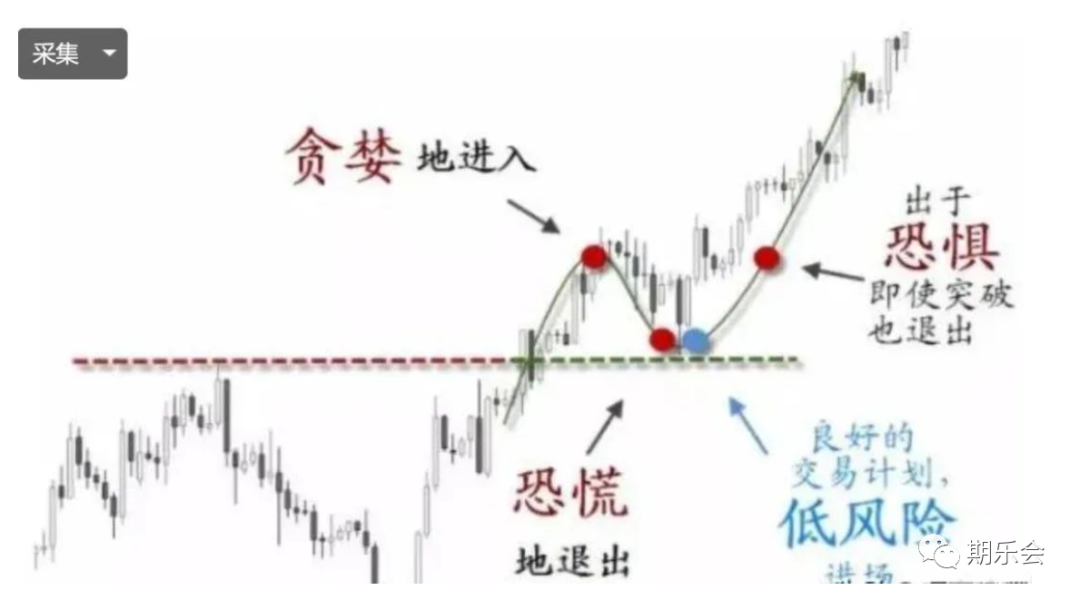 采集
贪婪 地进入
出于
恐惧
即使突破
也退出
恐慌
地退出
良好的
交易计划,
低风险
进场
期乐会